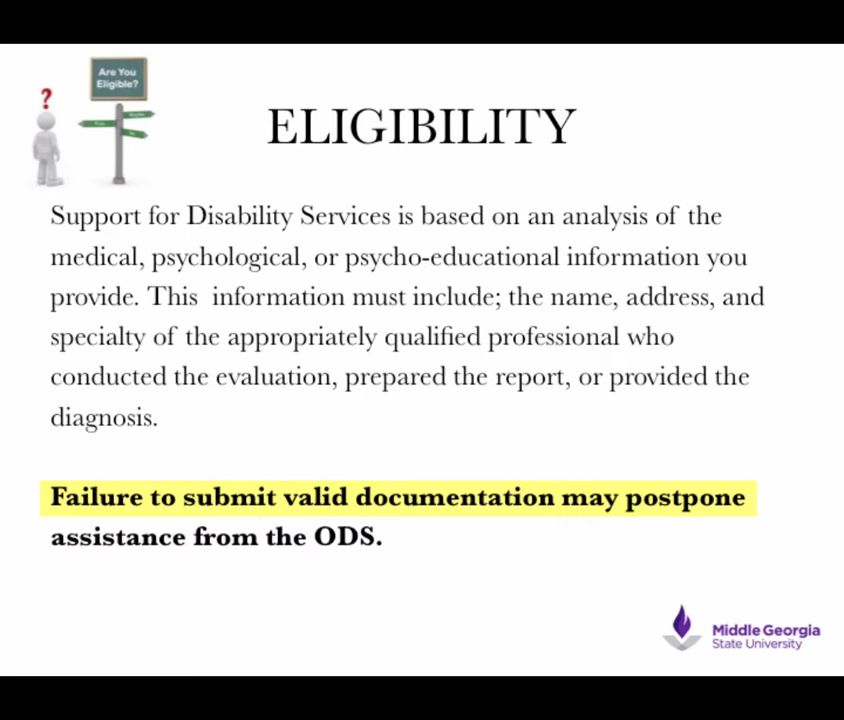 Are You
Eligible?
?
ELIGIBILITY
Support for Disability Services is based on an analysis of the
medical, psychological, or psycho-educational information you
provide. This information must include; the name, address, and
specialty of the appropriately qualified professional who
conducted the evaluation, prepared the report, or provided the
diagnosis.
Failure to submit valid documentation may postpone
assistance from the ODS.
Middle Georgia
State University